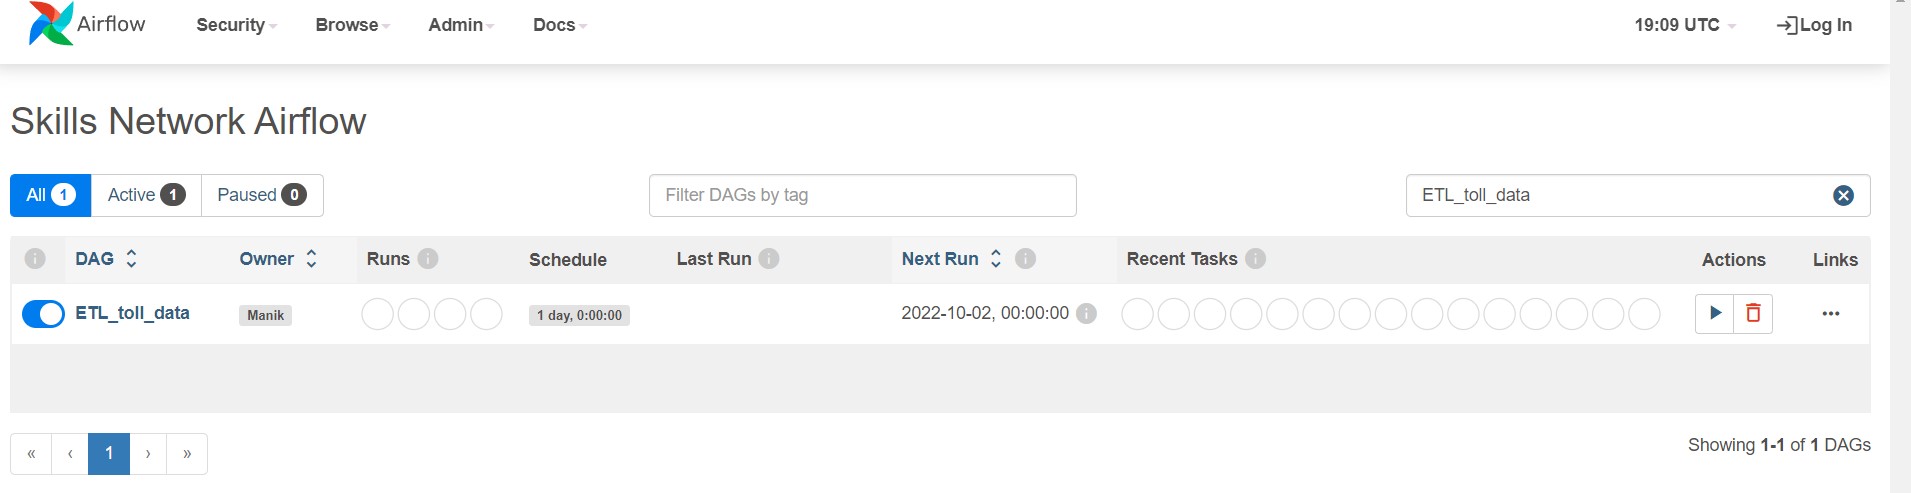 Airflow Security Browse Admin Docs 19:09 UTC Log In
Skills Network Airflow
All 1 Active 1 Paused 0 Filter DAGs by tag ETL_toll_data
i DAG Owner Runs i Schedule Last Run i Next Run i Recent Tasks i Actions Links
ETL_toll_data Manik 1 day, 0:00:00 2022-10-02, 00:00:00 i ...
« ‹ 1 › » Showing 1-1 of 1 DAGs